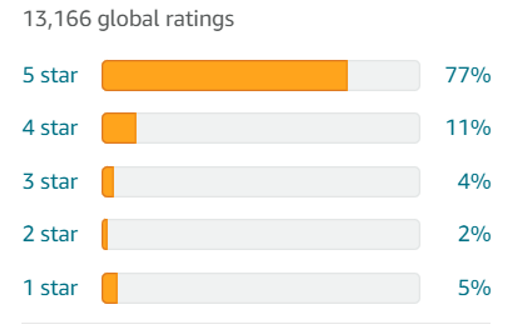 13,166 global ratings
5 star 77%
4 star 11%
3 star 4%
2 star 2%
1 star 5%